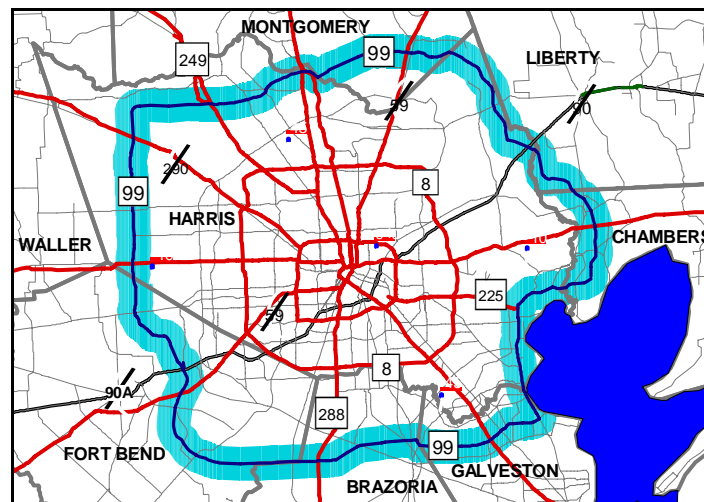 MONTGOMERY
99
249
LIBERTY
59
90
290
99
8
HARRIS
WALLER
10
CHAMBERS
225
59
8
90A
288
FORT BEND
99
GALVESTON
BRAZORIA